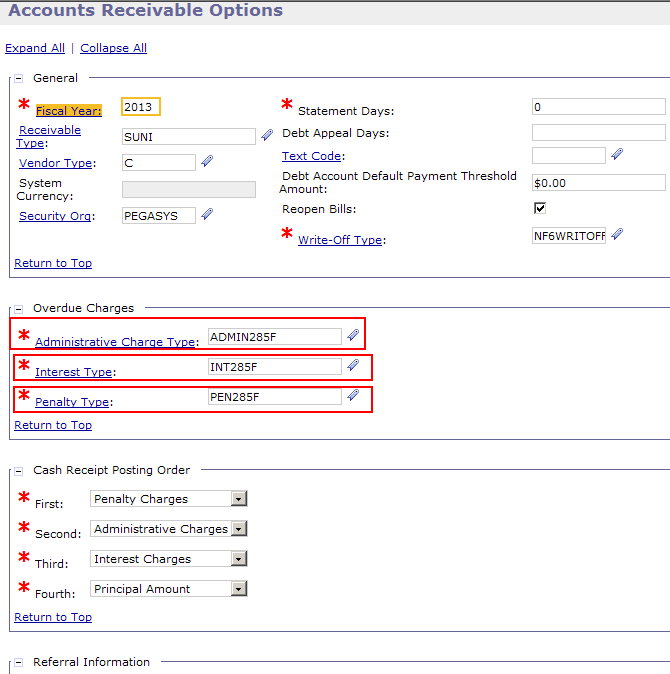 Accounts Receivable Options
Expand All | Collapse All
General
* Fiscal Year: 2013
* Statement Days: 0
Receivable Type: SUNI
Debt Appeal Days:
Vendor Type: C
Text Code:
System Currency:
Debt Account Default Payment Threshold Amount: $0.00
Security Org: PEGASYS
Reopen Bills:
* Write-Off Type: NF6WRITOFF
Return to Top
Overdue Charges
* Administrative Charge Type: ADMIN285F
* Interest Type: INT285F
* Penalty Type: PEN285F
Return to Top
Cash Receipt Posting Order
* First: Penalty Charges
* Second: Administrative Charges
* Third: Interest Charges
* Fourth: Principal Amount
Return to Top
Referral Information